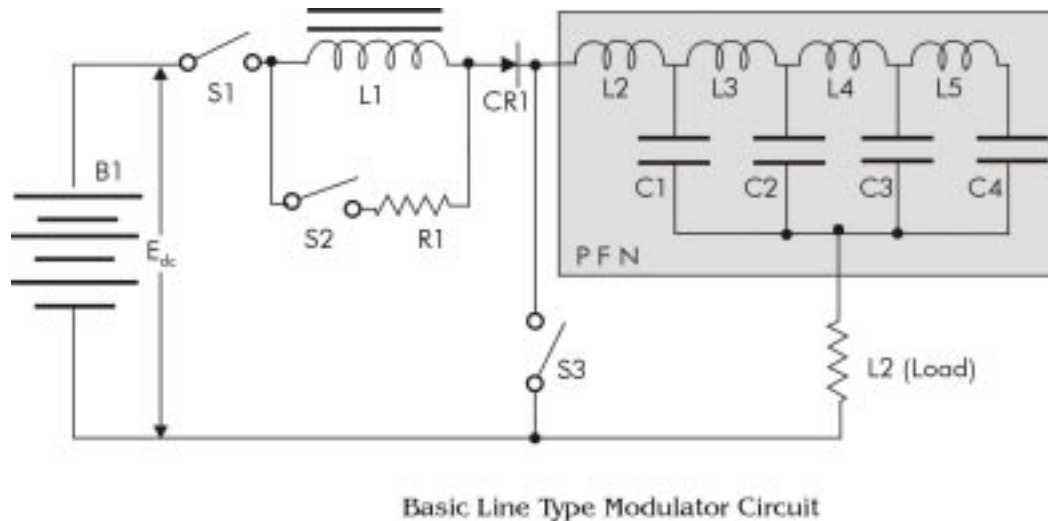 S1
L1
CR1
L2
L3
L4
L5
B1
C1
C2
C3
C4
S2
R1
Edc
P F N
S3
L2 (Load)
Basic Line Type Modulator Circuit